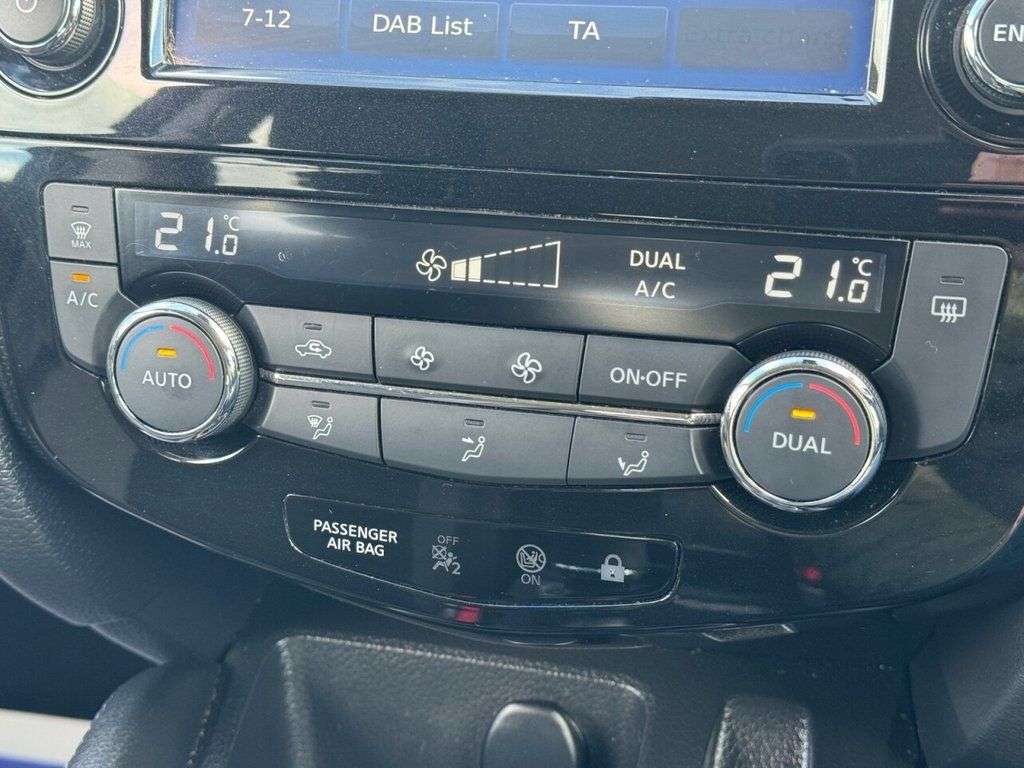 7-12
DAB List
TA
EN
MAX
A/C
21.0 °C
DUAL
A/C
21.0 °C
AUTO
ON·OFF
DUAL
PASSENGER
AIR BAG
OFF
2
ON